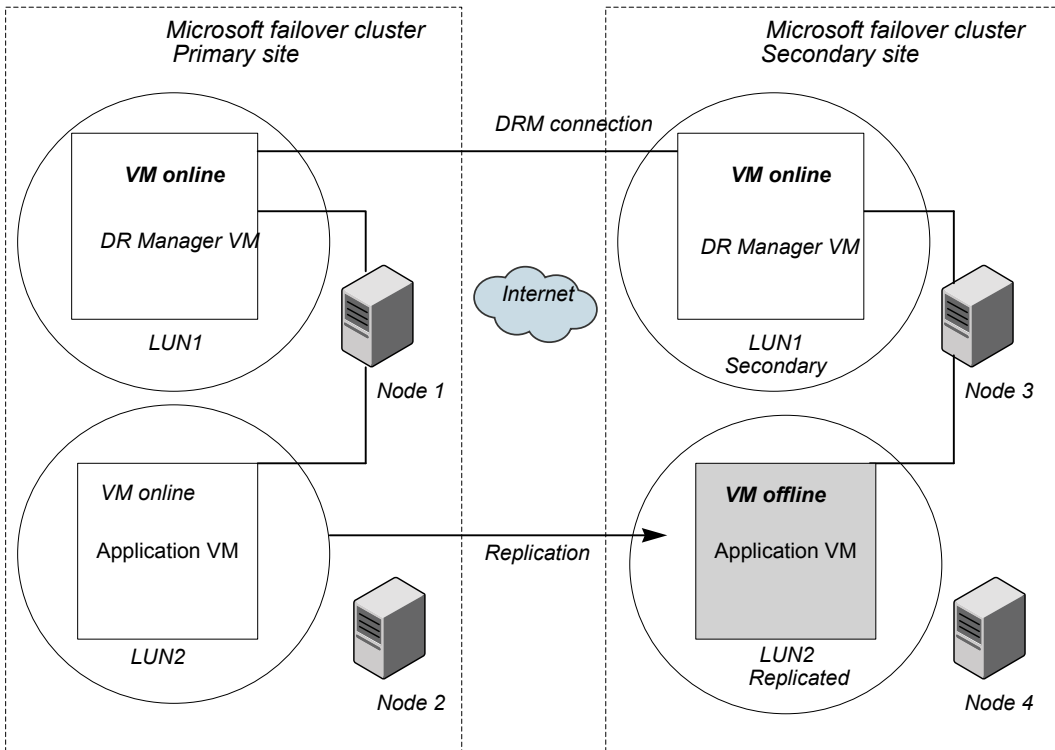 Microsoft failover cluster
Primary site
Microsoft failover cluster
Secondary site
DRM connection
VM online
DR Manager VM
LUN1
Node 1
Internet
VM online
DR Manager VM
LUN1
Secondary
Node 3
VM online
Application VM
LUN2
Node 2
Replication
VM offline
Application VM
LUN2
Replicated
Node 4